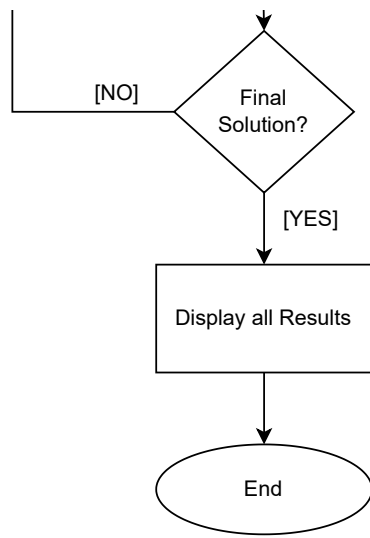 [NO]
Final
Solution?
[YES]
Display all Results
End